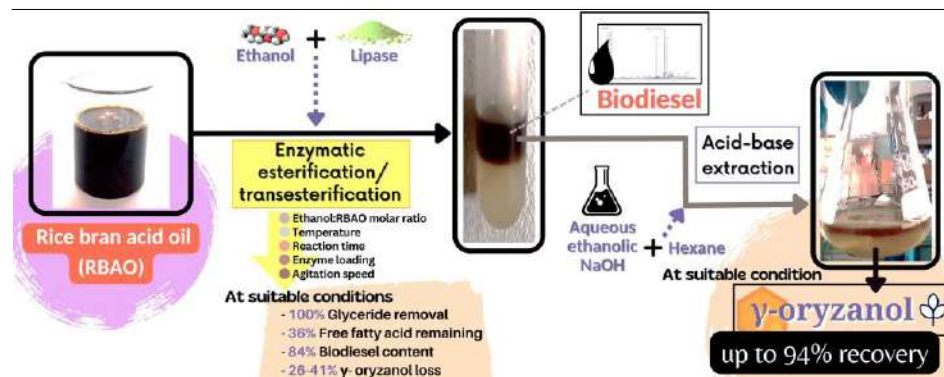 Ethanol
+
Lipase
Biodiesel
Rice bran acid oil
(RBAO)
Enzymatic
esterification/
transesterification
Ethanol:RBAO molar ratio
Temperature
Reaction time
Enzyme loading
Agitation speed
At suitable conditions
- 100% Glyceride removal
- 36% Free fatty acid remaining
- 84% Biodiesel content
- 26-41% γ- oryzanol loss
Acid-base
extraction
Aqueous
ethanolic
NaOH
+
Hexane
At suitable condition
γ-oryzanol
up to 94% recovery